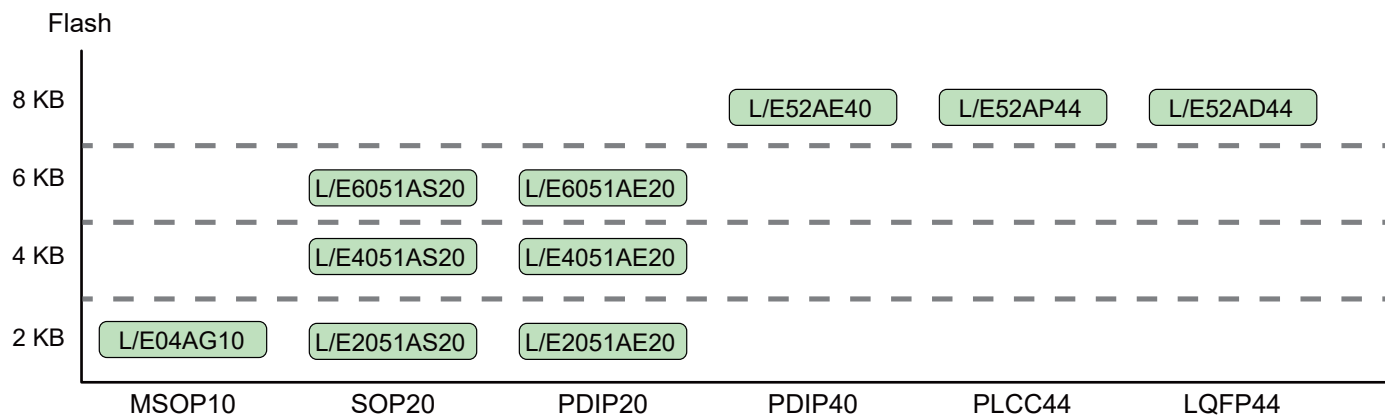 Flash
8 KB
L/E52AE40
L/E52AP44
L/E52AD44
6 KB
L/E6051AS20
L/E6051AE20
4 KB
L/E4051AS20
L/E4051AE20
2 KB
L/E04AG10
L/E2051AS20
L/E2051AE20
MSOP10
SOP20
PDIP20
PDIP40
PLCC44
LQFP44